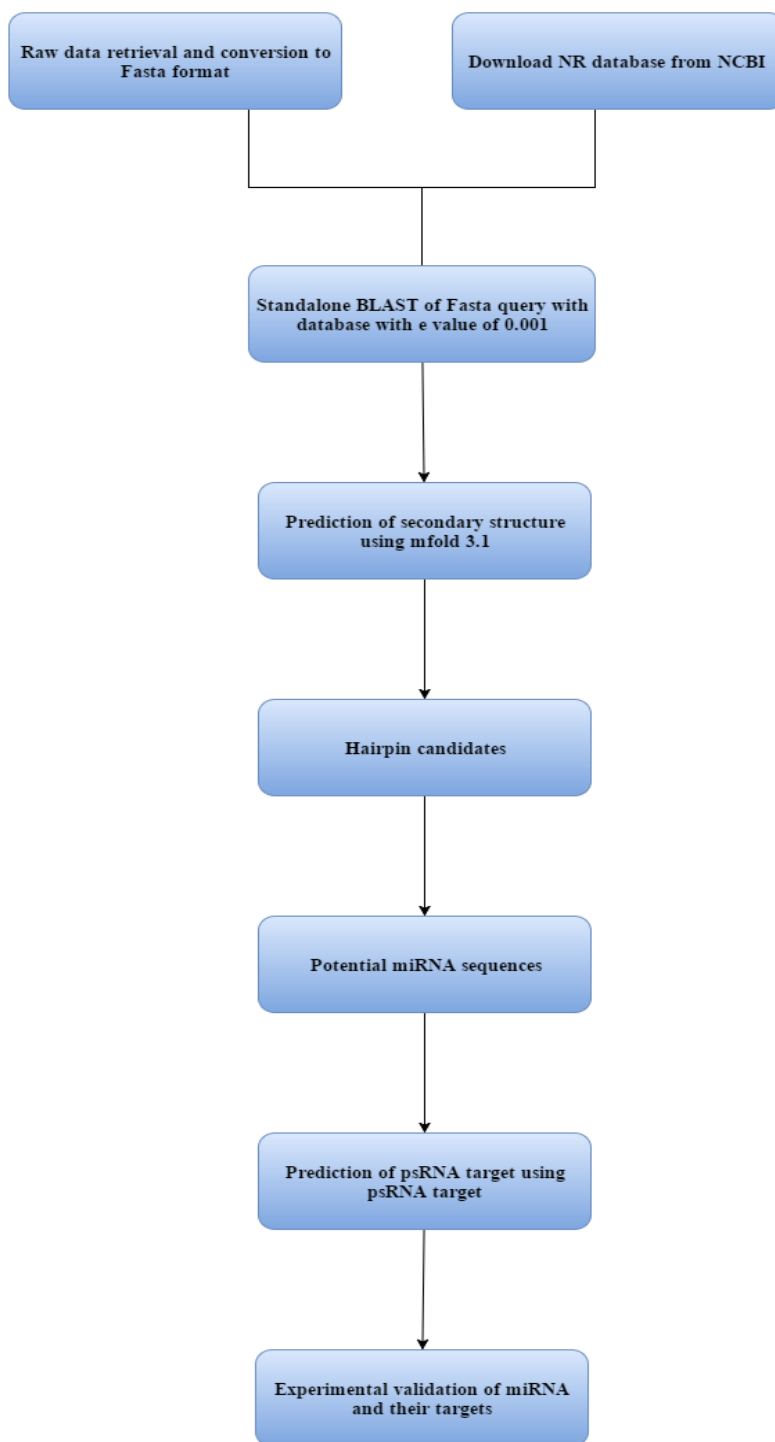 Raw data retrieval and conversion to
Fasta format
Download NR database from NCBI
Standalone BLAST of Fasta query with
database with e value of 0.001
Prediction of secondary structure
using mfold 3.1
Hairpin candidates
Potential miRNA sequences
Prediction of psRNA target using
psRNA target
Experimental validation of miRNA
and their targets